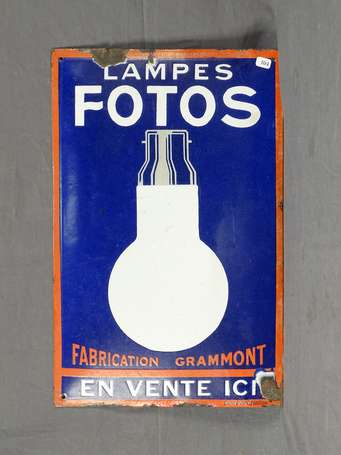 LAMPES
FOTOS
FABRICATION GRAMMONT
EN VENTE ICI